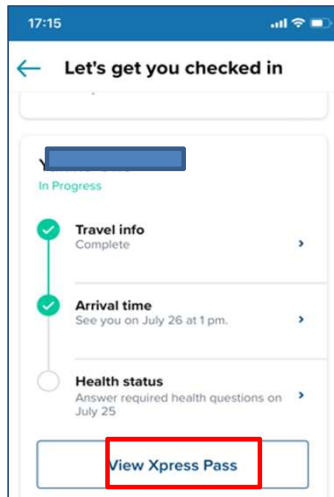 17:15
Let's get you checked in
In Progress
Travel info
Complete
Arrival time
See you on July 26 at 1 pm.
Health status
Answer required health questions on
July 25
View Xpress Pass